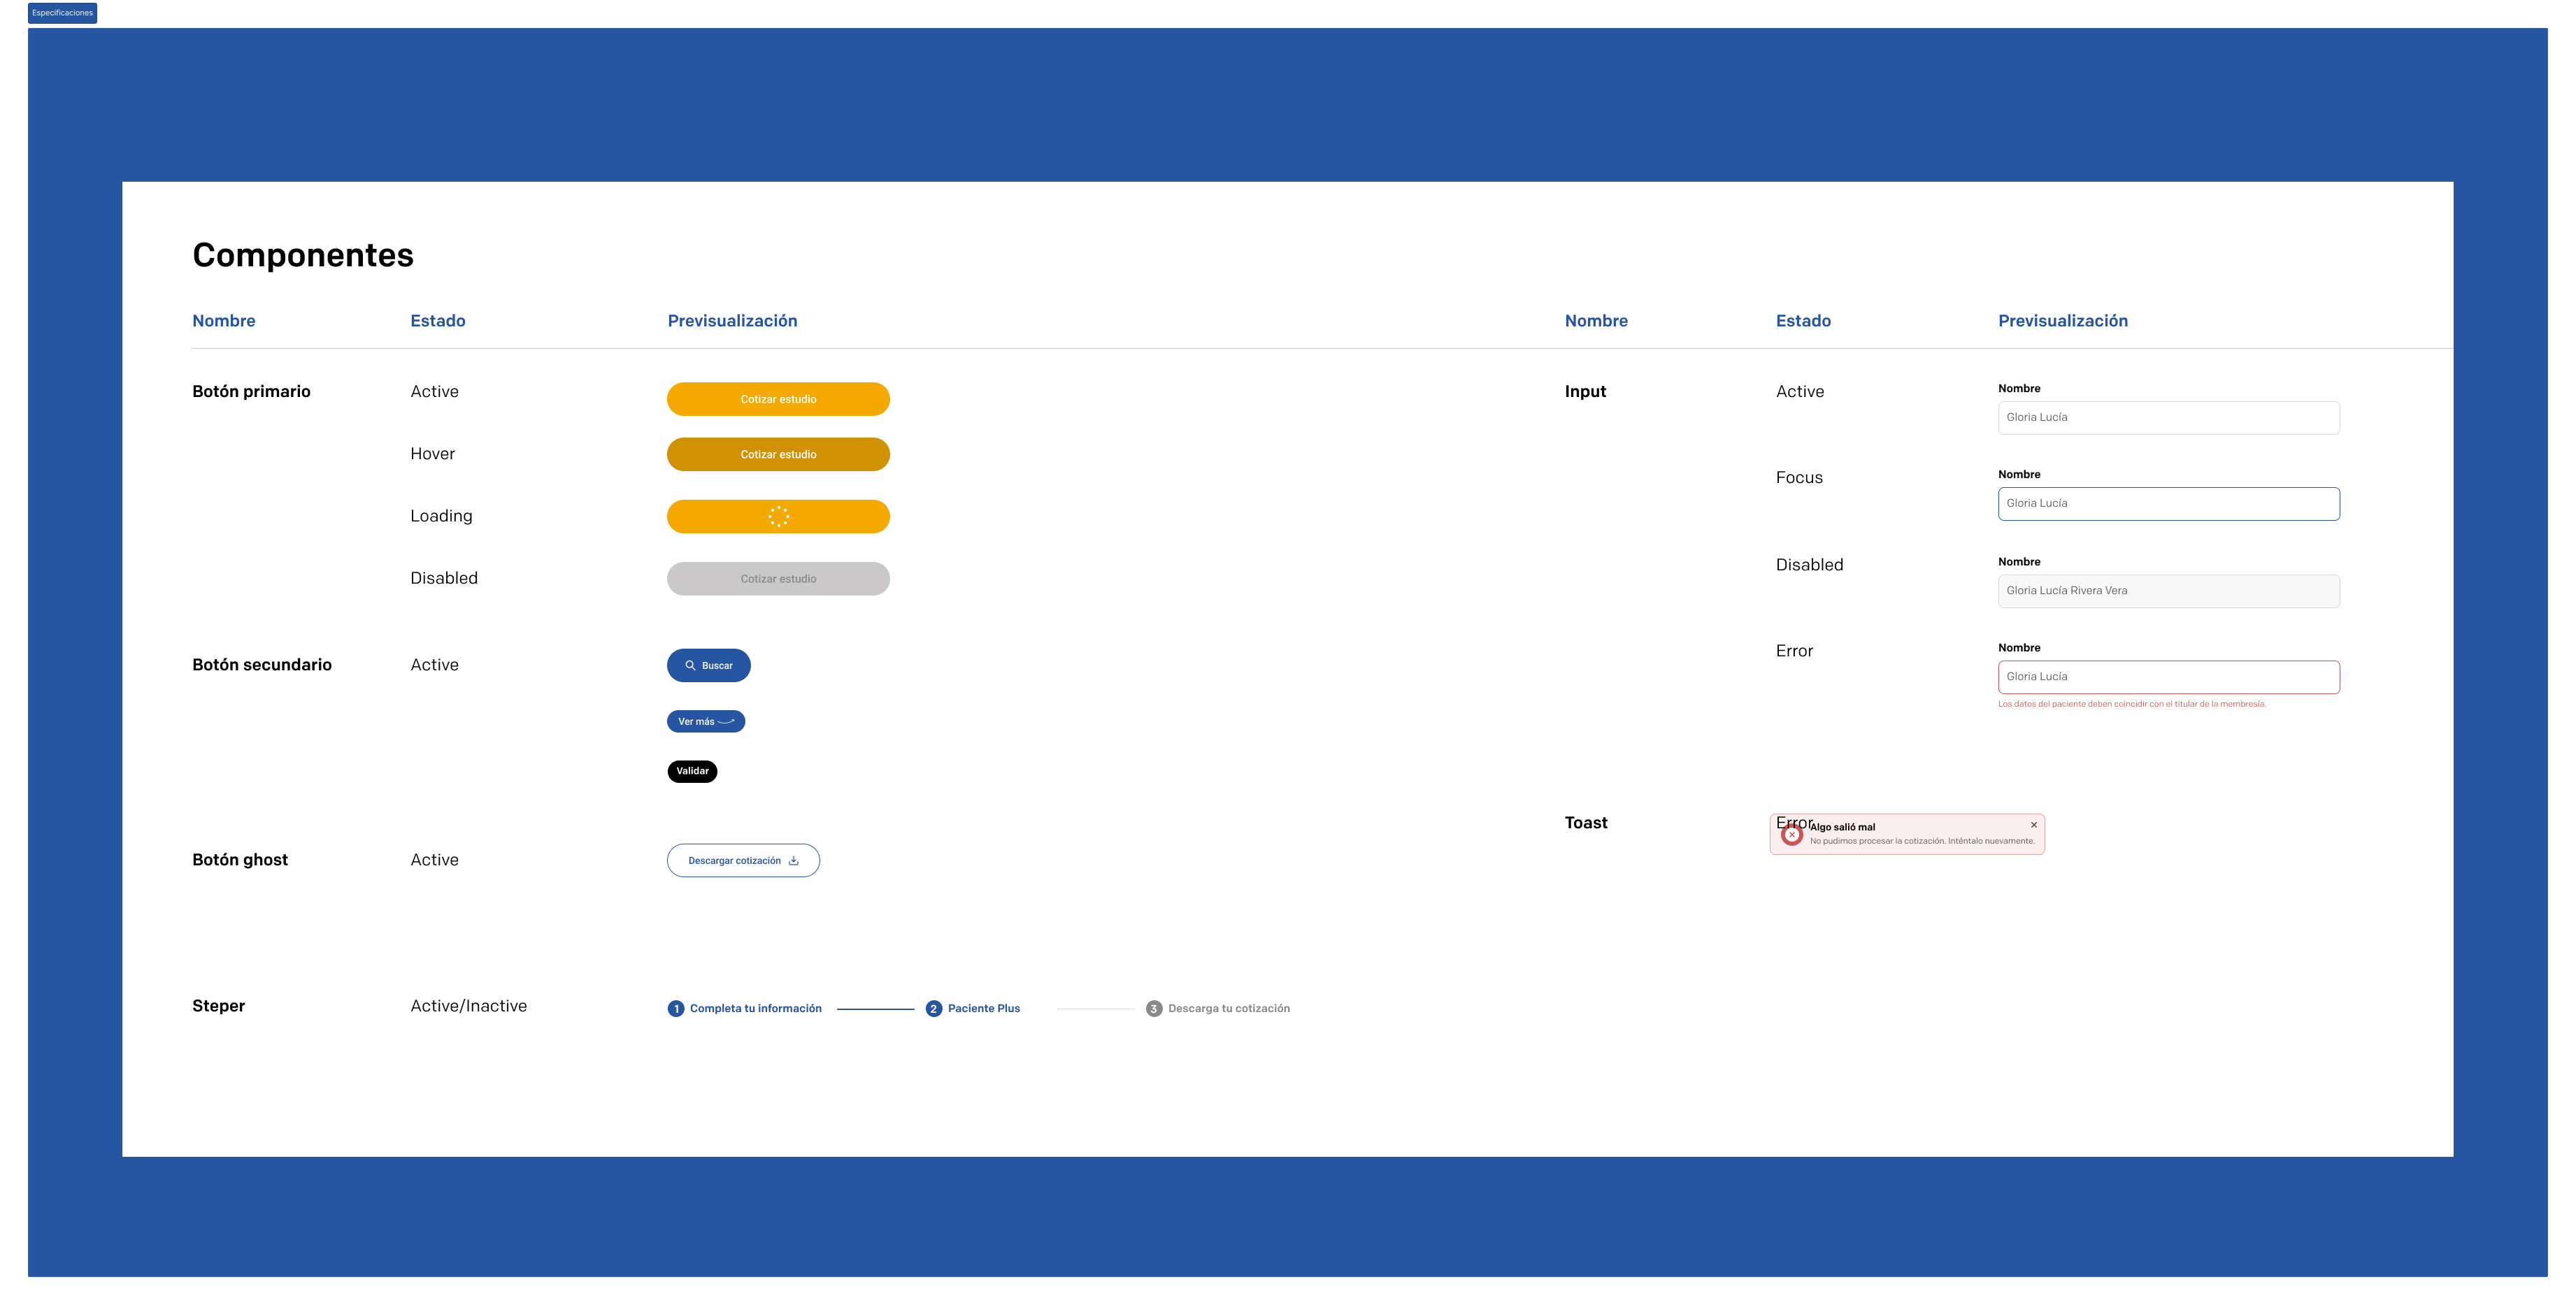 Especificaciones
Componentes
Nombre Estado Previsualización
Botón primario Active Cotizar estudio
Hover Cotizar estudio
Loading
Disabled Cotizar estudio
Botón secundario Active Buscar
Ver más
Validar
Botón ghost Active Descargar cotización
Steper Active/Inactive 1 Completa tu información 2 Paciente Plus 3 Descarga tu cotización
Nombre Estado Previsualización
Input Active Nombre
Gloria Lucía
Focus Nombre
Gloria Lucía
Disabled Nombre
Gloria Lucía Rivera Vera
Error Nombre
Gloria Lucía
Los datos del paciente deben coincidir con el titular de la membresía.
Toast Error Algo salió mal
No pudimos procesar la cotización. Inténtalo nuevamente.